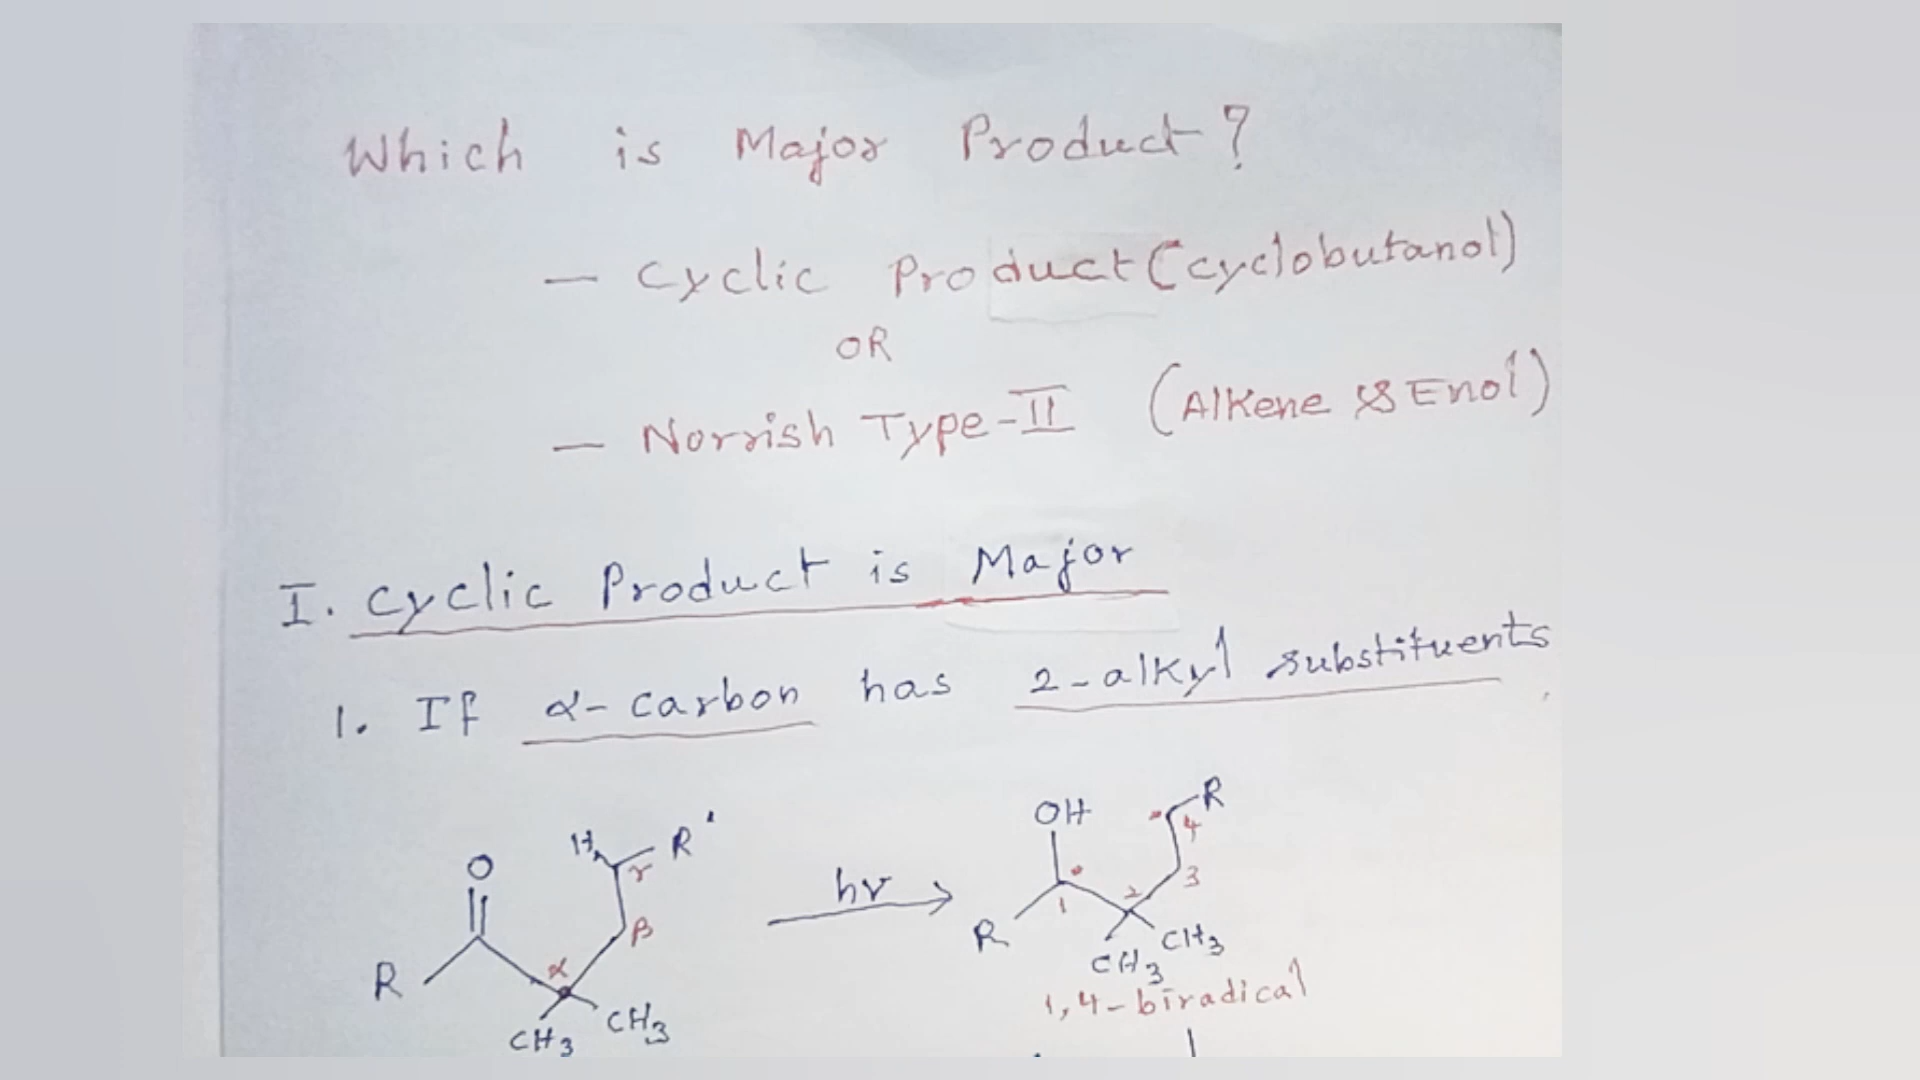 Which is Major Product?
— Cyclic Product (cyclobutanol)
OR
— Norrish Type-II (Alkene & Enol)
I. Cyclic Product is Major
1. If α-carbon has 2-alkyl substituents
O
H
R'
γ
β
R
α
CH3
CH3
hν
OH
R
4
3
2
1
R
CH3
CH3
1,4-biradical